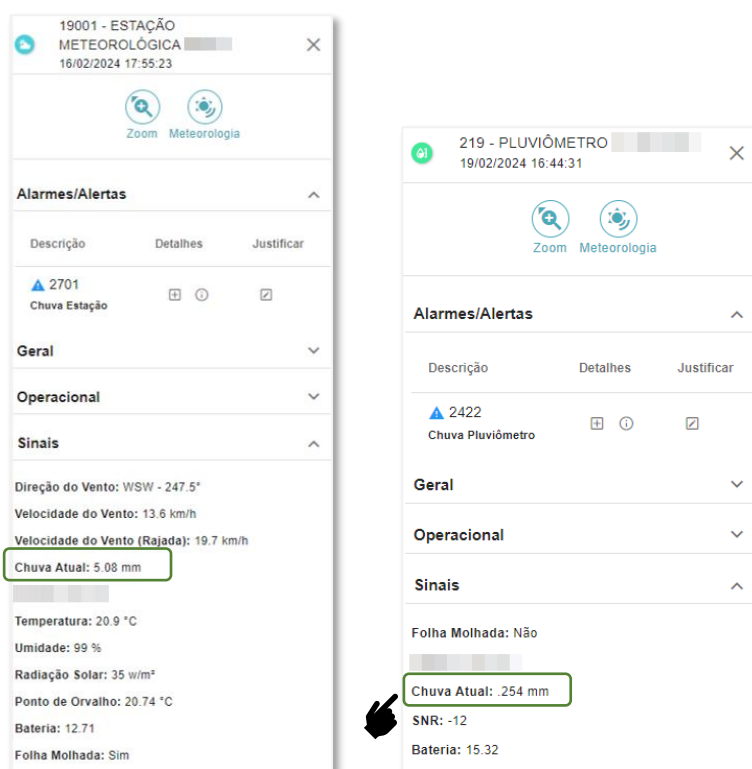 19001 - ESTAÇÃO
METEOROLÓGICA
16/02/2024 17:55:23
Zoom Meteorologia
Alarmes/Alertas
Descrição Detalhes Justificar
2701
Chuva Estação
Geral
Operacional
Sinais
Direção do Vento: WSW - 247.5°
Velocidade do Vento: 13.6 km/h
Velocidade do Vento (Rajada): 19.7 km/h
Chuva Atual: 5.08 mm
Temperatura: 20.9 °C
Umidade: 99 %
Radiação Solar: 35 w/m²
Ponto de Orvalho: 20.74 °C
Bateria: 12.71
Folha Molhada: Sim
219 - PLUVIÔMETRO
19/02/2024 16:44:31
Zoom Meteorologia
Alarmes/Alertas
Descrição Detalhes Justificar
2422
Chuva Pluviômetro
Geral
Operacional
Sinais
Folha Molhada: Não
Chuva Atual: .254 mm
SNR: -12
Bateria: 15.32